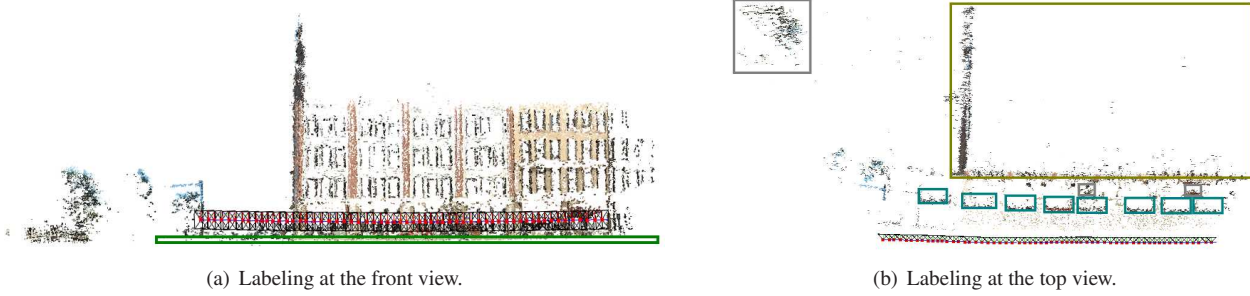 (a) Labeling at the front view.
(b) Labeling at the top view.